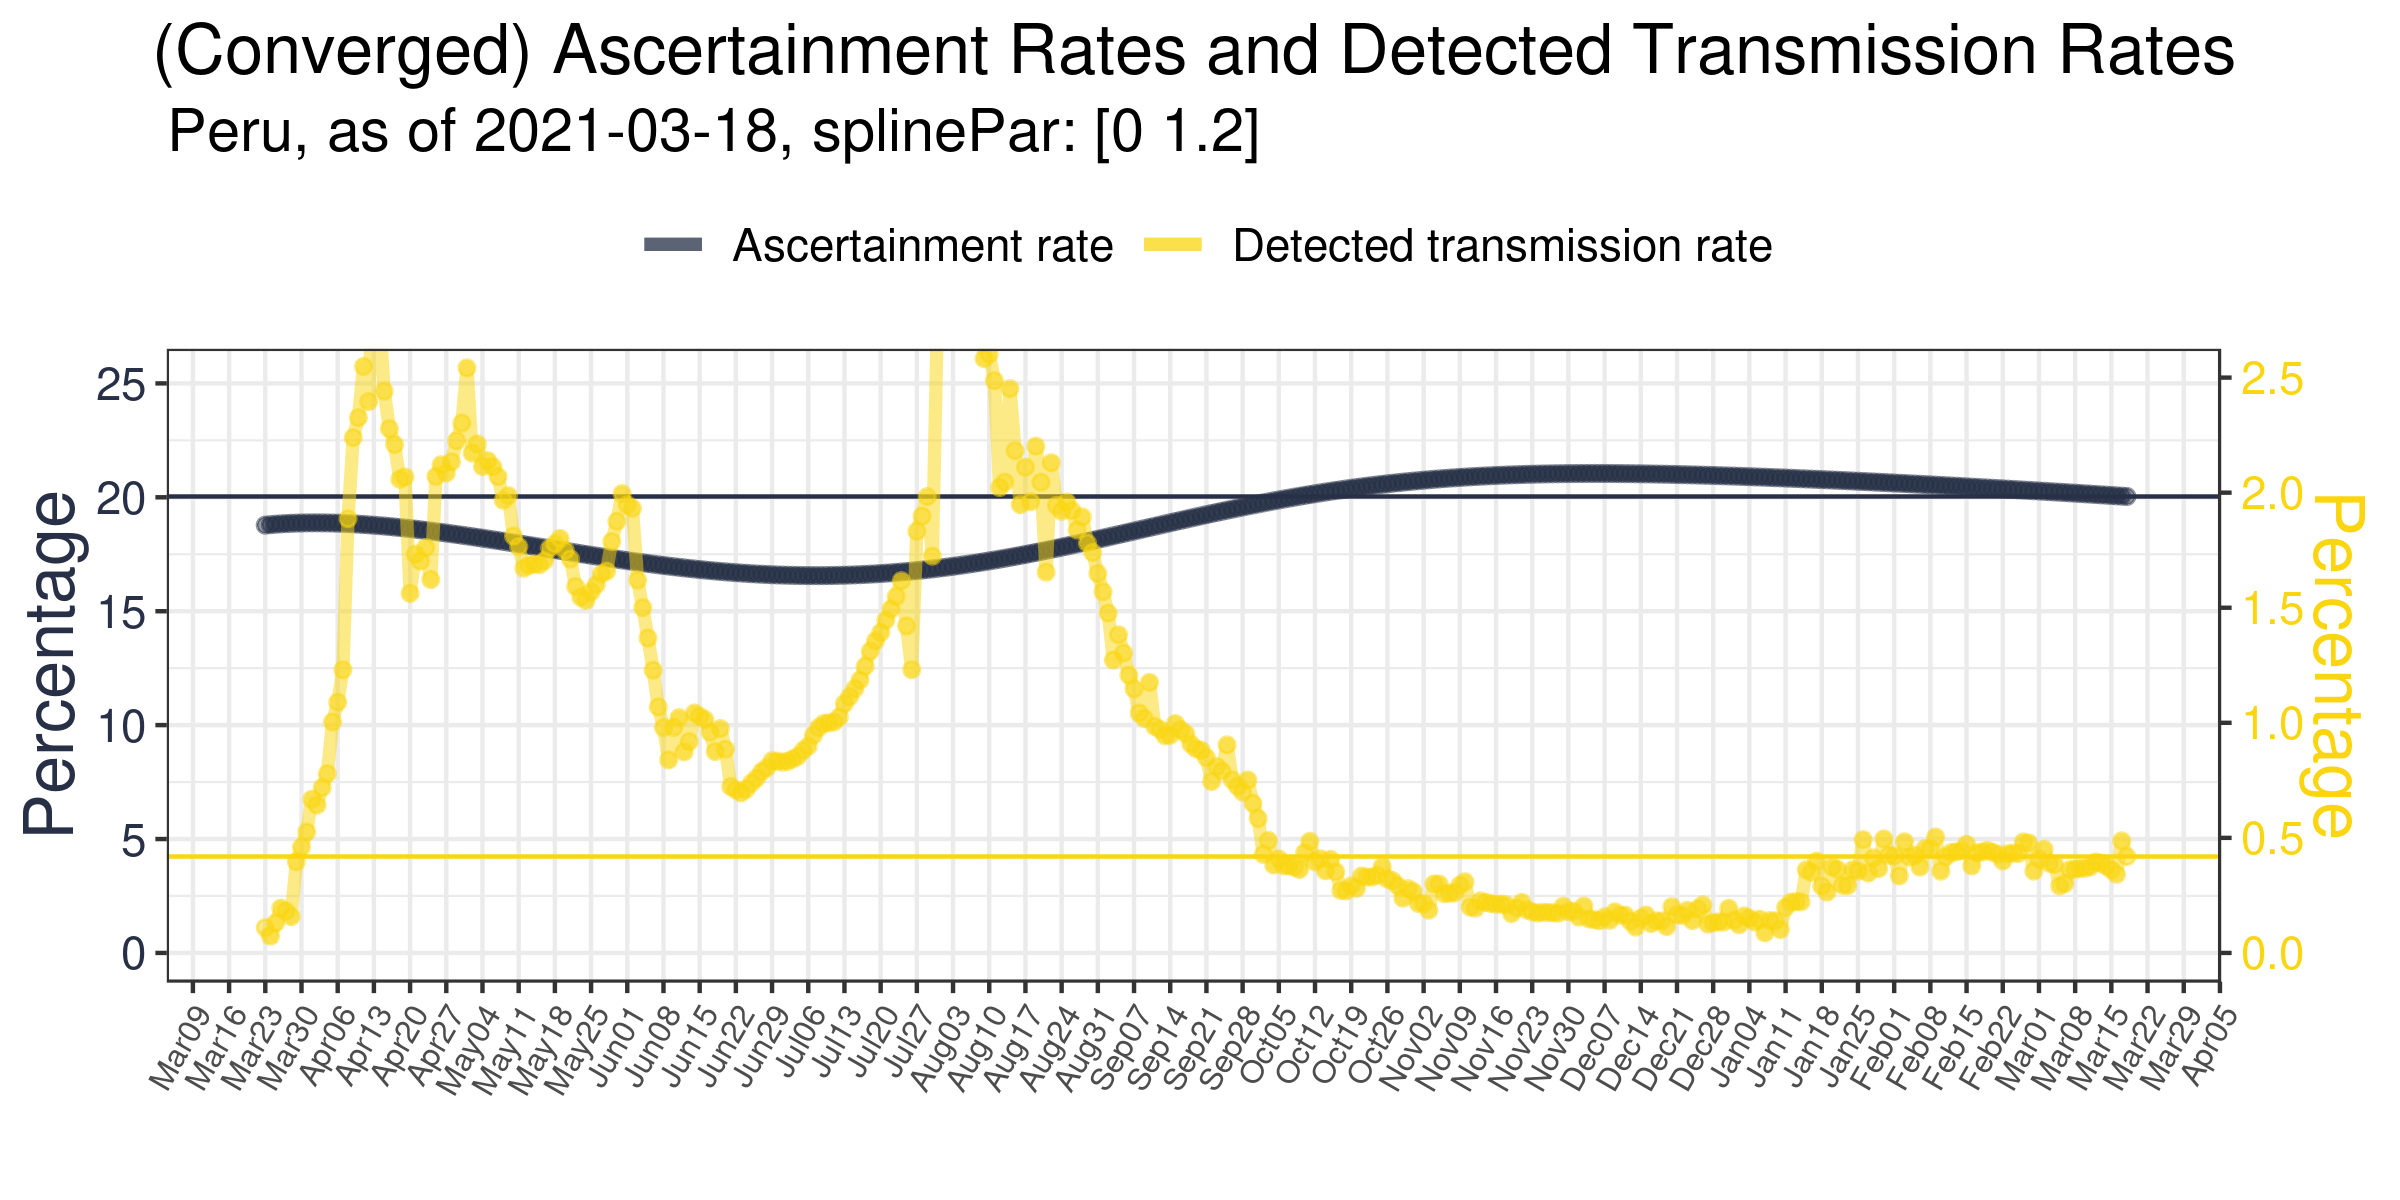 (Converged) Ascertainment Rates and Detected Transmission Rates
Peru, as of 2021-03-18, splinePar: [0 1.2]
Ascertainment rate
Detected transmission rate
Percentage
25
20
15
10
5
0
2.5
2.0
1.5
1.0
0.5
0.0
Percentage
Mar09
Mar16
Mar23
Mar30
Apr06
Apr13
Apr20
Apr27
May04
May11
May18
May25
Jun01
Jun08
Jun15
Jun22
Jun29
Jul06
Jul13
Jul20
Jul27
Aug03
Aug10
Aug17
Aug24
Aug31
Sep07
Sep14
Sep21
Sep28
Oct05
Oct12
Oct19
Oct26
Nov02
Nov09
Nov16
Nov23
Nov30
Dec07
Dec14
Dec21
Dec28
Jan04
Jan11
Jan18
Jan25
Feb01
Feb08
Feb15
Feb22
Mar01
Mar08
Mar15
Mar22
Mar29
Apr05